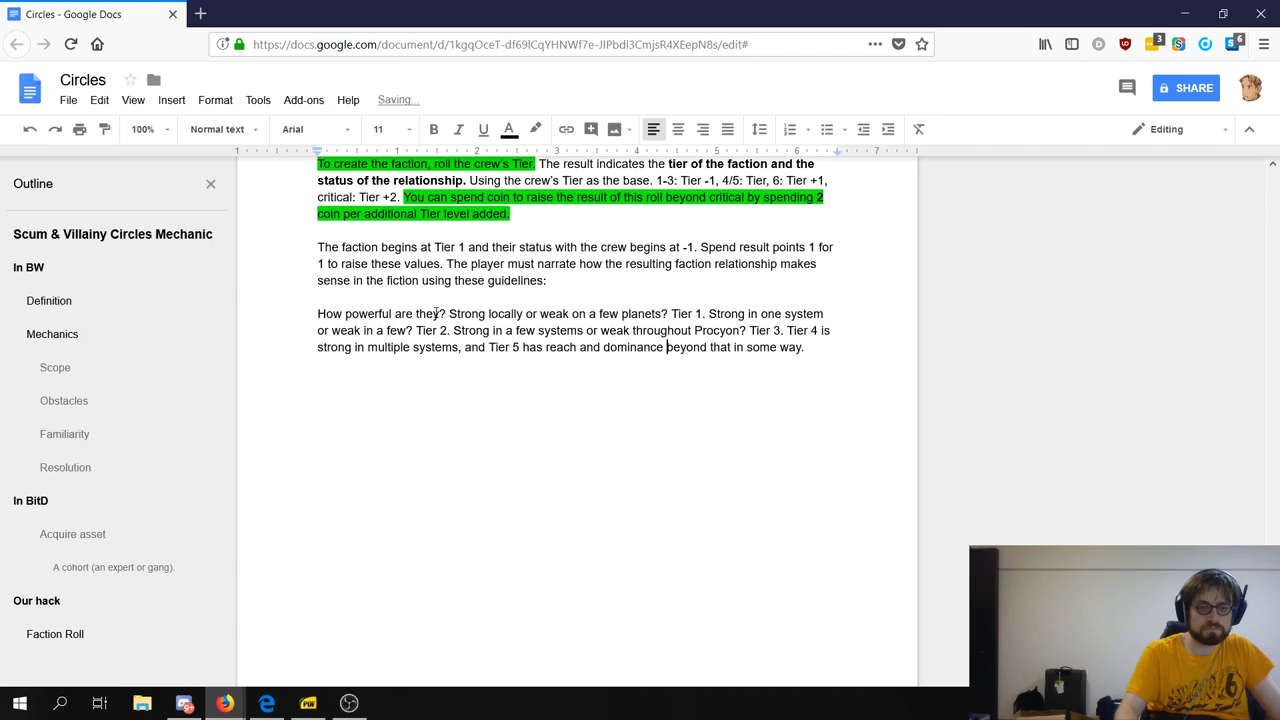 Circles - Google Docs
https://docs.google.com/document/d/1kgqOceT-df69lCqYHNWf7e-JIPbdl3CmjsR4XEepN8s/edit#
3
6
Circles
File Edit View Insert Format Tools Add-ons Help Saving...
SHARE
100% Normal text Arial 11 B I U A Editing
1 1 2 3 4 5 6 7
Outline
Scum & Villainy Circles Mechanic
In BW
Definition
Mechanics
Scope
Obstacles
Familiarity
Resolution
In BitD
Acquire asset
A cohort (an expert or gang).
Our hack
Faction Roll
To create the faction, roll the crew's Tier. The result indicates the tier of the faction and the
status of the relationship. Using the crew's Tier as the base. 1-3: Tier -1, 4/5: Tier, 6: Tier +1,
critical: Tier +2. You can spend coin to raise the result of this roll beyond critical by spending 2
coin per additional Tier level added.
The faction begins at Tier 1 and their status with the crew begins at -1. Spend result points 1 for
1 to raise these values. The player must narrate how the resulting faction relationship makes
sense in the fiction using these guidelines:
How powerful are they? Strong locally or weak on a few planets? Tier 1. Strong in one system
or weak in a few? Tier 2. Strong in a few systems or weak throughout Procyon? Tier 3. Tier 4 is
strong in multiple systems, and Tier 5 has reach and dominance beyond that in some way.
PDF